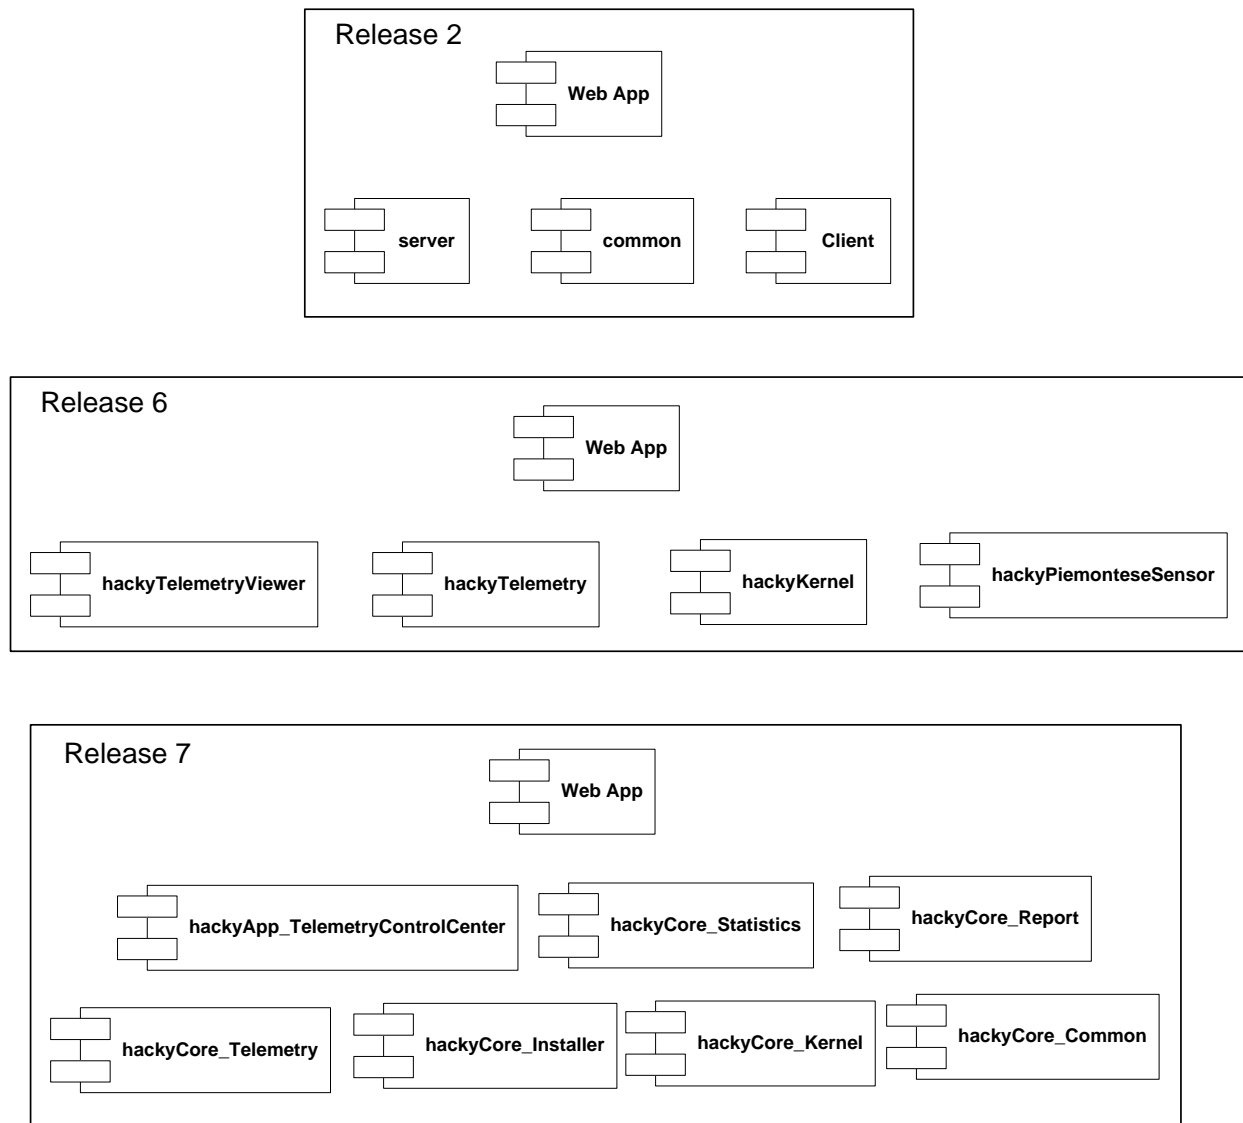 Release 2
Web App
server
common
Client
Release 6
Web App
hackyTelemetryViewer
hackyTelemetry
hackyKernel
hackyPiemonteseSensor
Release 7
Web App
hackyApp_TelemetryControlCenter
hackyCore_Statistics
hackyCore_Report
hackyCore_Telemetry
hackyCore_Installer
hackyCore_Kernel
hackyCore_Common